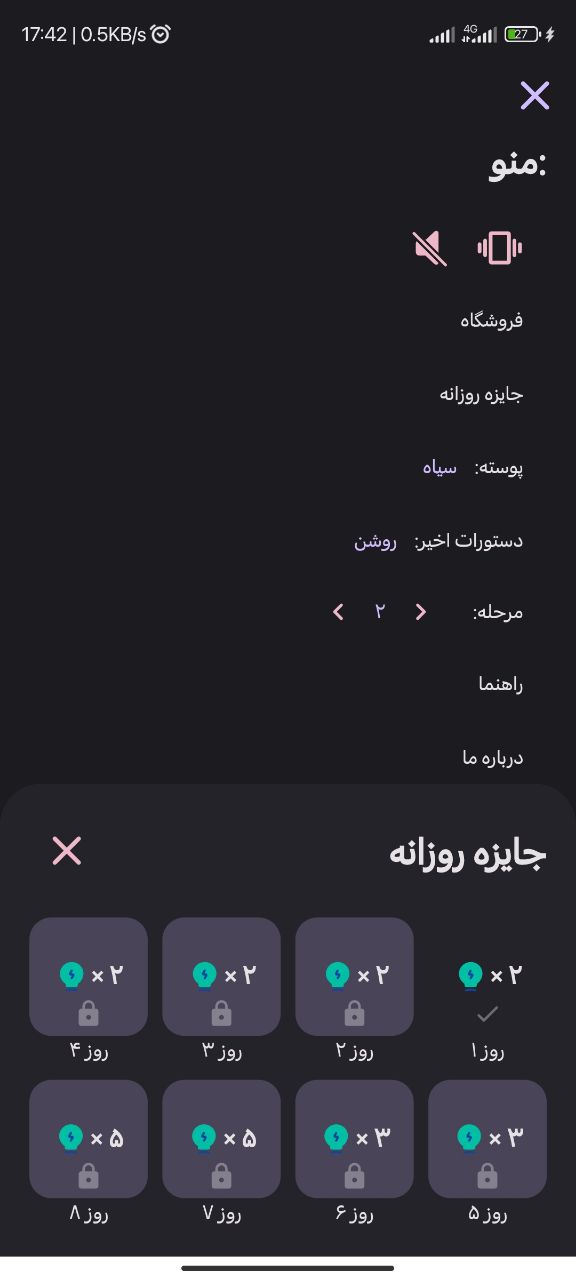 17:42 | 0.5KB/s 4G 27
منو:
فروشگاه
جایزه روزانه
پوسته: سیاه
دستورات اخیر: روشن
مرحله: ۲
راهنما
درباره ما
جایزه روزانه
۲ × ۲ × ۲ × ۲ ×
روز ۱ روز ۲ روز ۳ روز ۴
۳ × ۳ × ۵ × ۵ ×
روز ۵ روز ۶ روز ۷ روز ۸